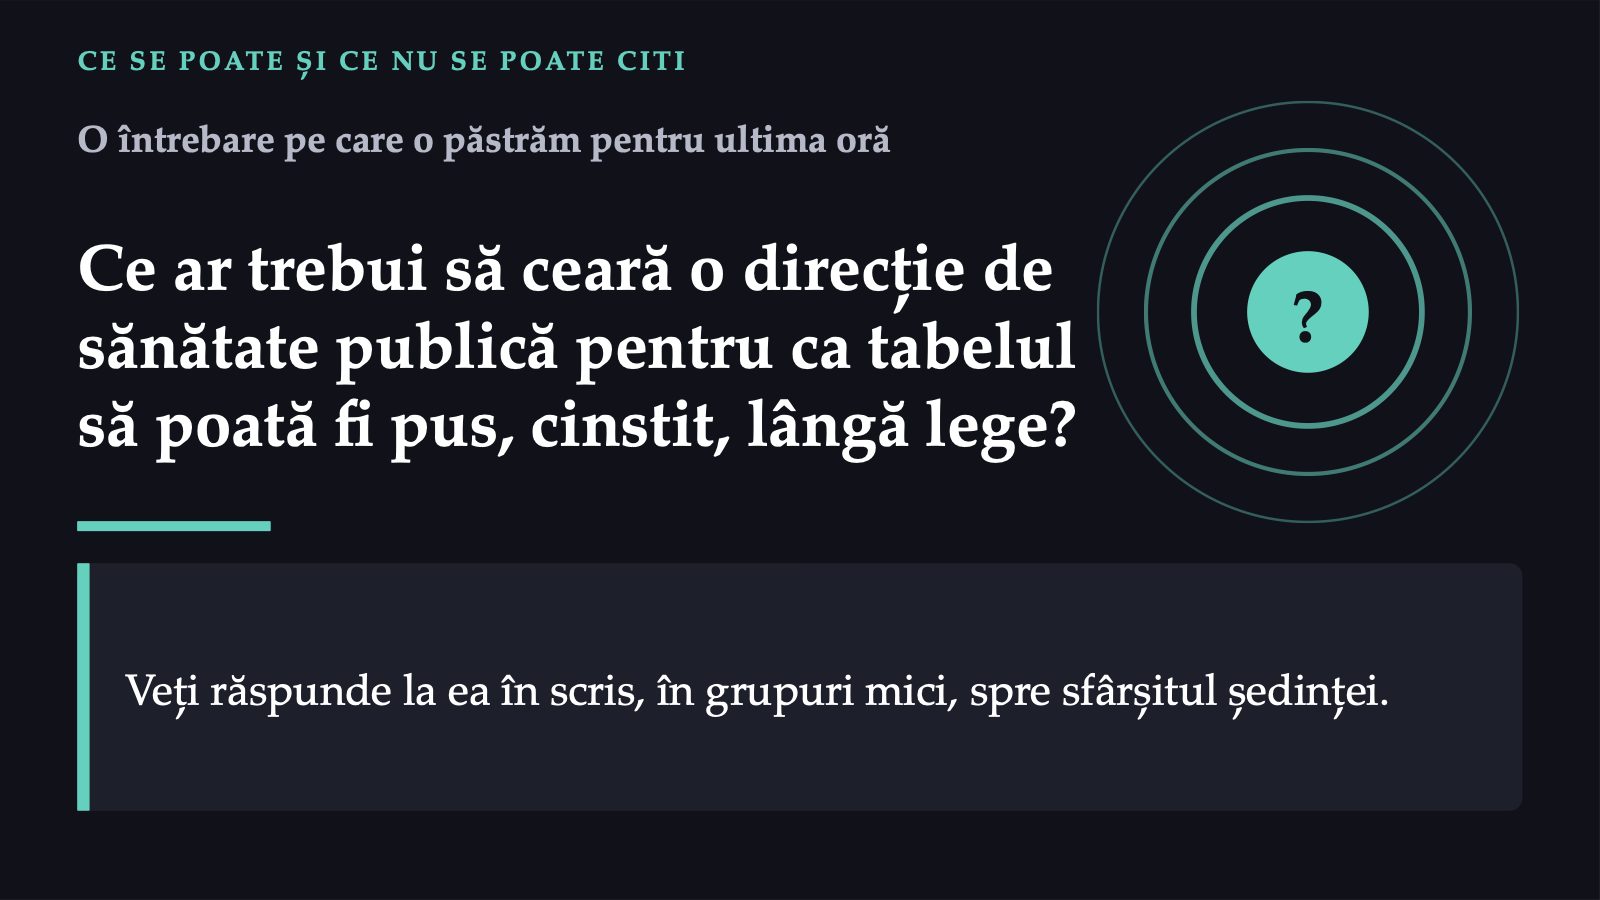 CE SE POATE ȘI CE NU SE POATE CITI
O întrebare pe care o păstrăm pentru ultima oră
Ce ar trebui să ceară o direcție de
sănătate publică pentru ca tabelul
să poată fi pus, cinstit, lângă lege?
?
Veți răspunde la ea în scris, în grupuri mici, spre sfârșitul ședinței.